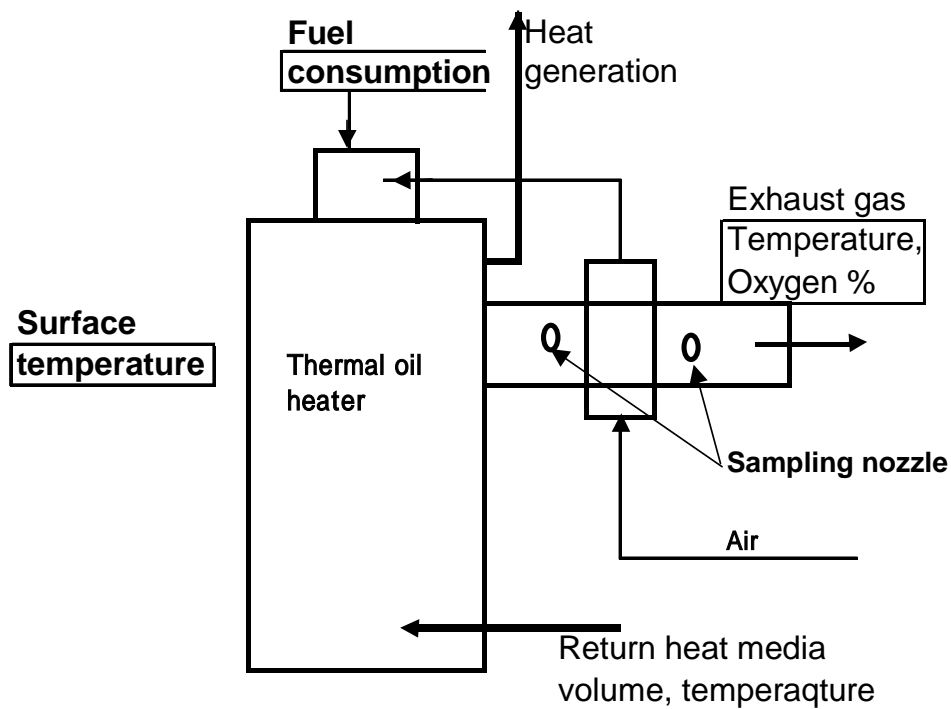 Fuel
consumption
Heat
generation
Exhaust gas
Temperature,
Oxygen %
Surface
temperature
Thermal oil
heater
Sampling nozzle
Air
Return heat media
volume, temperaqture